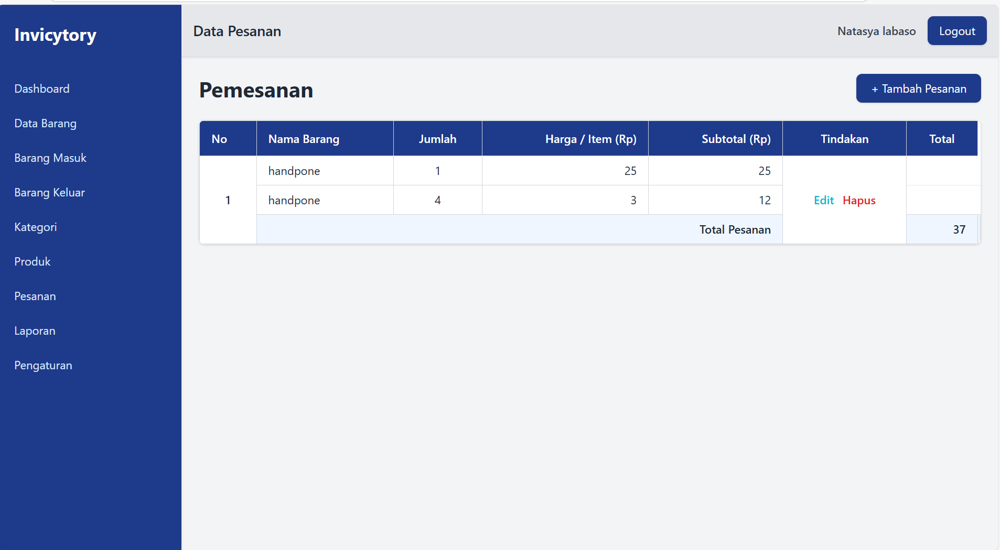 Invicytory
Dashboard
Data Barang
Barang Masuk
Barang Keluar
Kategori
Produk
Pesanan
Laporan
Pengaturan
Data Pesanan
Natasya labaso
Logout
Pemesanan
+ Tambah Pesanan
No Nama Barang Jumlah Harga / Item (Rp) Subtotal (Rp) Tindakan Total
1
handpone 1 25 25
handpone 4 3 12
Edit Hapus
Total Pesanan 37